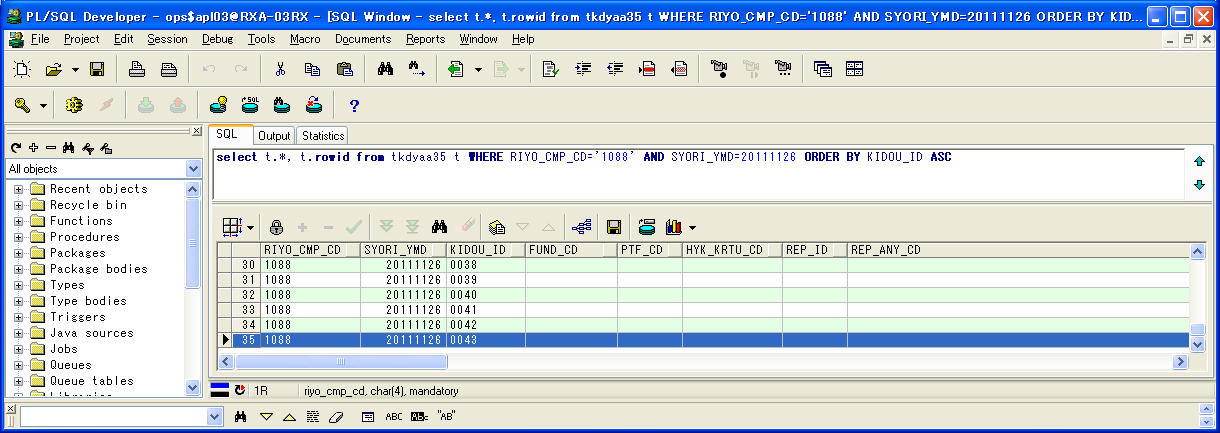 PL/SQL Developer - ops$apl03@RXA-03RX - [SQL Window - select t.*, t.rowid from tkdyaa35 t WHERE RIYO_CMP_CD='1088' AND SYORI_YMD=20111126 ORDER BY KID...
File Project Edit Session Debug Tools Macro Documents Reports Window Help
SQL
?
SQL Output Statistics
select t.*, t.rowid from tkdyaa35 t WHERE RIYO_CMP_CD='1088' AND SYORI_YMD=20111126 ORDER BY KIDOU_ID ASC
All objects
Recent objects
Recycle bin
Functions
Procedures
Packages
Package bodies
Types
Type bodies
Triggers
Java sources
Jobs
Queues
Queue tables
Libraries
RIYO_CMP_CD SYORI_YMD KIDOU_ID FUND_CD PTF_CD HYK_KRTU_CD REP_ID REP_ANY_CD
30 1088 20111126 0038
31 1088 20111126 0039
32 1088 20111126 0040
33 1088 20111126 0041
34 1088 20111126 0042
35 1088 20111126 0043
1R riyo_cmp_cd, char(4), mandatory
ABC "AB"